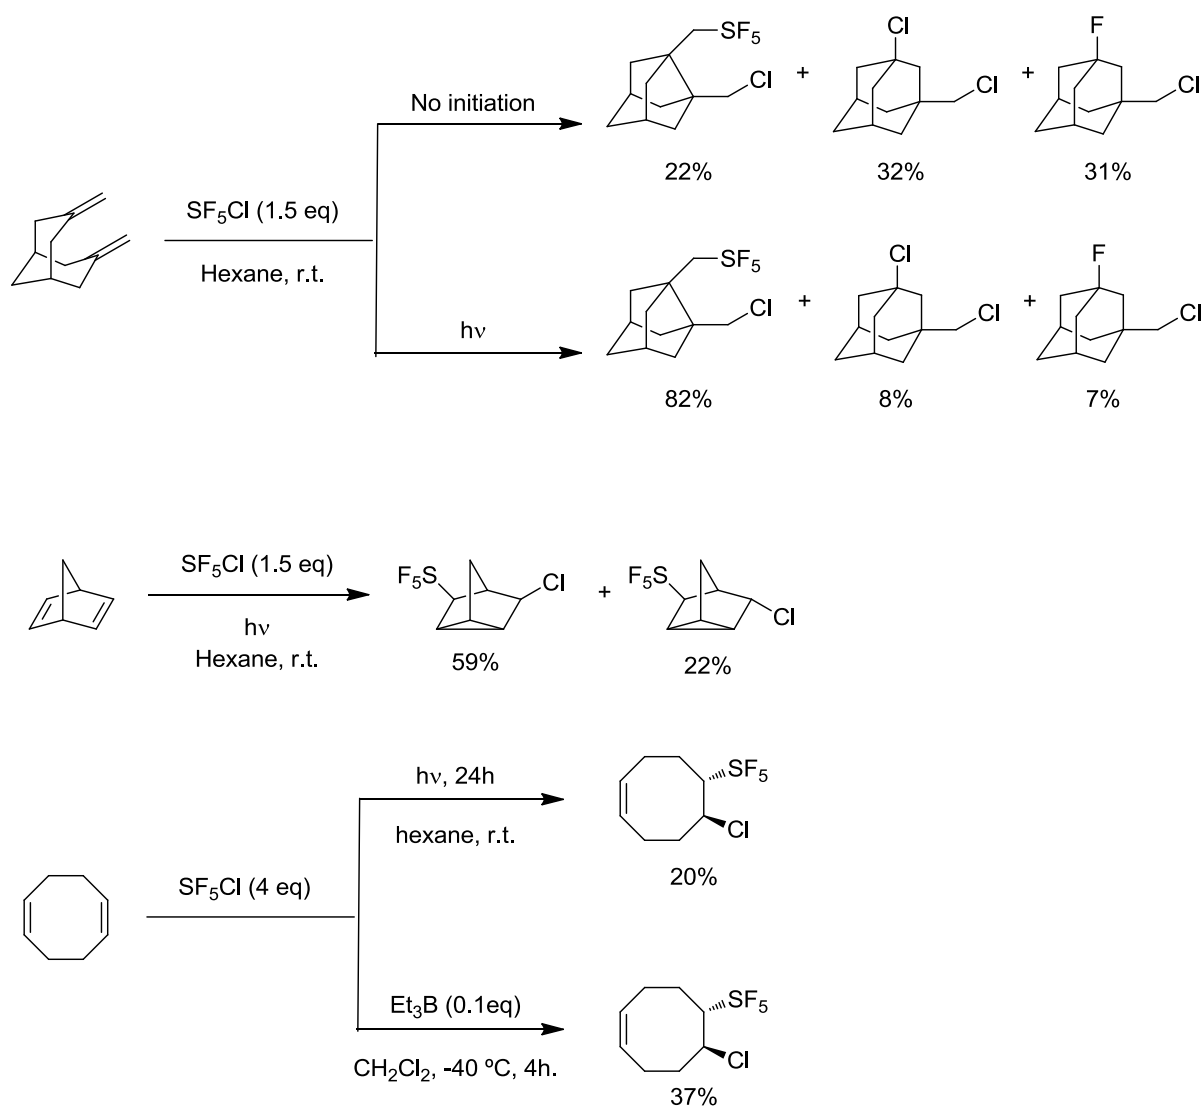 SF5
Cl
+
Cl
Cl
+
F
Cl
No initiation
22%
32%
31%
SF5Cl (1.5 eq)
Hexane, r.t.
SF5
Cl
+
Cl
Cl
+
F
Cl
hν
82%
8%
7%
SF5Cl (1.5 eq)
hν
Hexane, r.t.
F5S
Cl
+
F5S
Cl
59%
22%
hν, 24h
hexane, r.t.
SF5
Cl
20%
SF5Cl (4 eq)
Et3B (0.1eq)
CH2Cl2, -40 ºC, 4h.
SF5
Cl
37%